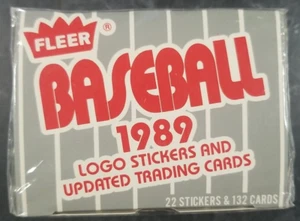 FLEER®
BASEBALL
1989
LOGO STICKERS AND
UPDATED TRADING CARDS
22 STICKERS & 132 CARDS